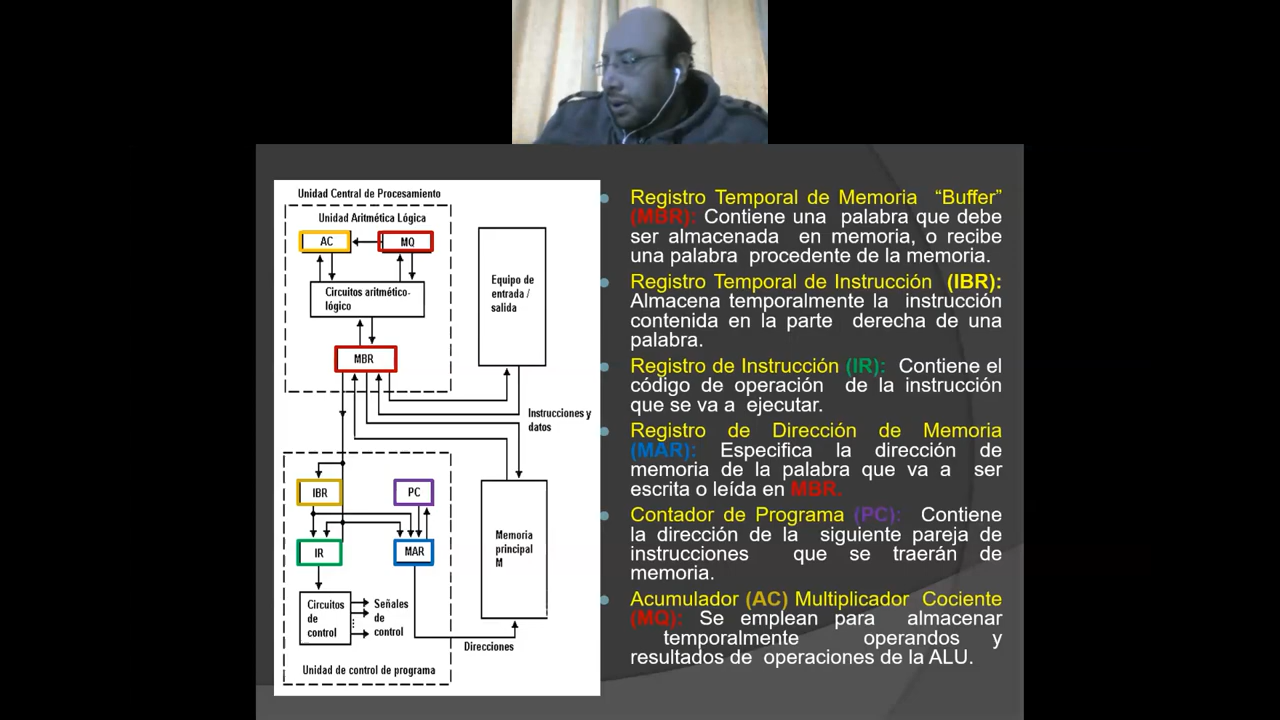 Unidad Central de Procesamiento
Unidad Aritmética Lógica
AC
MQ
Circuitos aritmético-
lógico
MBR
Equipo de
entrada /
salida
Instrucciones y
datos
IBR
PC
IR
MAR
Memoria
principal
M
Circuitos
de
control
Señales
de
control
Direcciones
Unidad de control de programa
Registro Temporal de Memoria “Buffer”
(MBR): Contiene una palabra que debe
ser almacenada en memoria, o recibe
una palabra procedente de la memoria.
Registro Temporal de Instrucción (IBR):
Almacena temporalmente la instrucción
contenida en la parte derecha de una
palabra.
Registro de Instrucción (IR): Contiene el
código de operación de la instrucción
que se va a ejecutar.
Registro de Dirección de Memoria
(MAR): Especifica la dirección de
memoria de la palabra que va a ser
escrita o leída en MBR.
Contador de Programa (PC): Contiene
la dirección de la siguiente pareja de
instrucciones que se traerán de
memoria.
Acumulador (AC) Multiplicador Cociente
(MQ): Se emplean para almacenar
temporalmente operandos y
resultados de operaciones de la ALU.